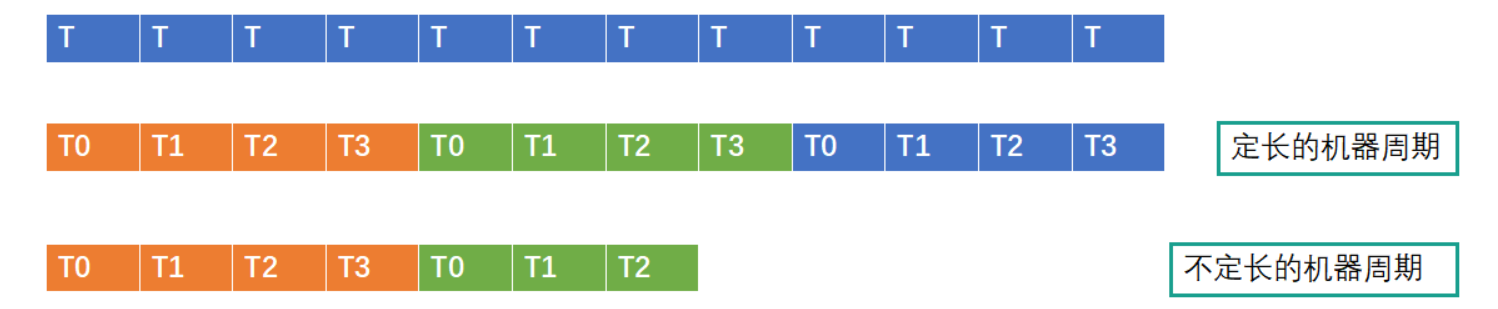 T T T T T T T T T T T T
T0 T1 T2 T3 T0 T1 T2 T3 T0 T1 T2 T3 定长的机器周期
T0 T1 T2 T3 T0 T1 T2 不定长的机器周期